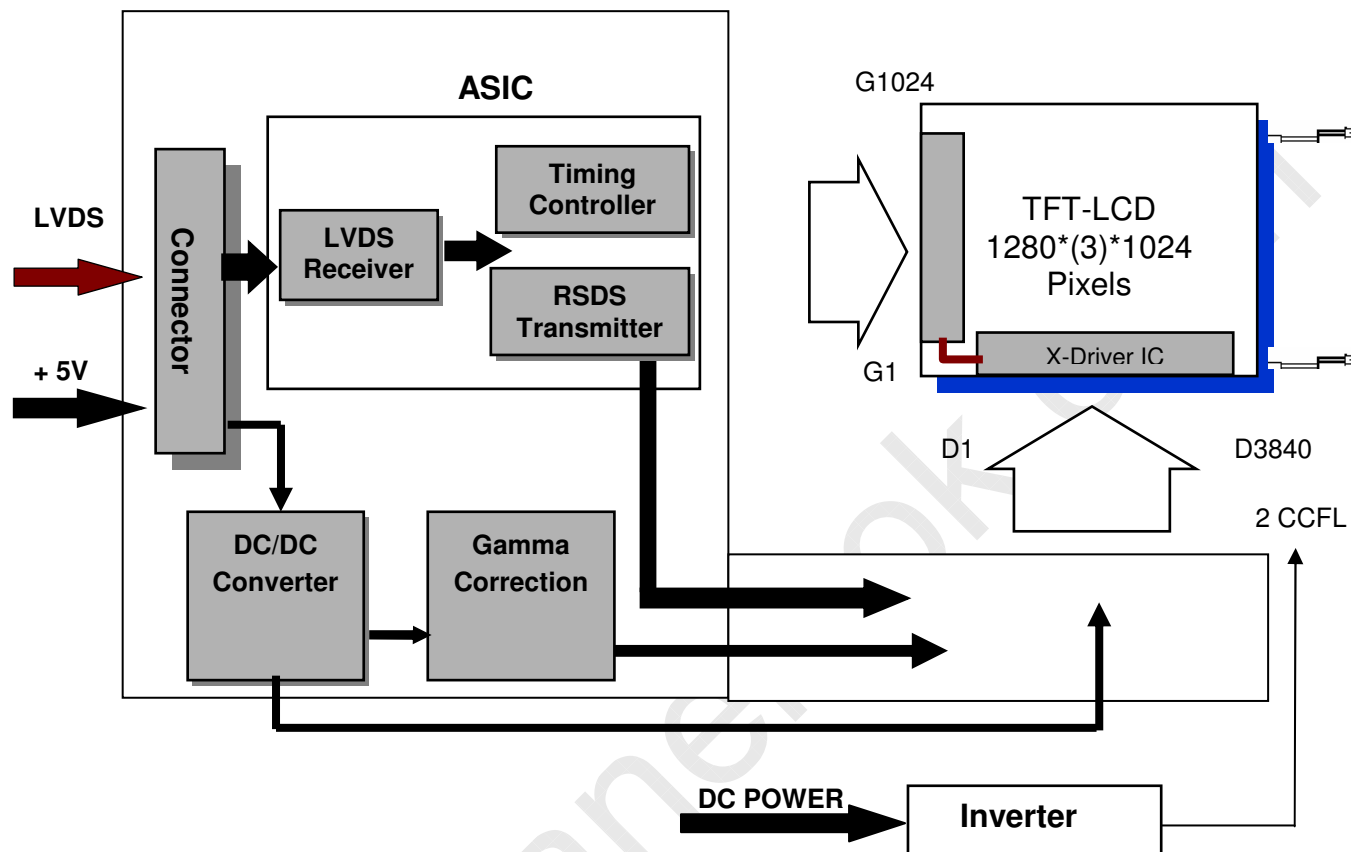 ASIC
LVDS
+ 5V
Connector
LVDS
Receiver
Timing
Controller
RSDS
Transmitter
DC/DC
Converter
Gamma
Correction
G1024
TFT-LCD
1280*(3)*1024
Pixels
X-Driver IC
G1
D1
D3840
2 CCFL
DC POWER
Inverter